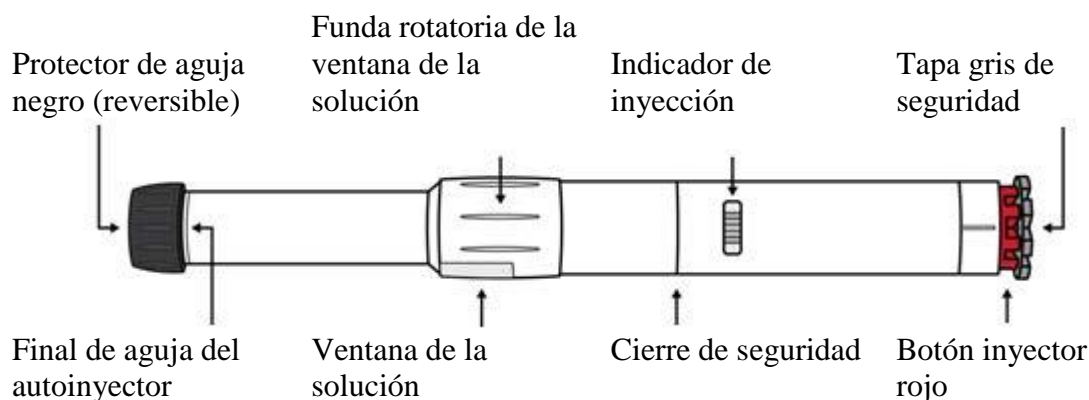 Protector de aguja
negro (reversible)
Funda rotatoria de la
ventana de la
solución
Indicador de
inyección
Tapa gris de
seguridad
Final de aguja del
autoinyector
Ventana de la
solución
Cierre de seguridad
Botón inyector
rojo